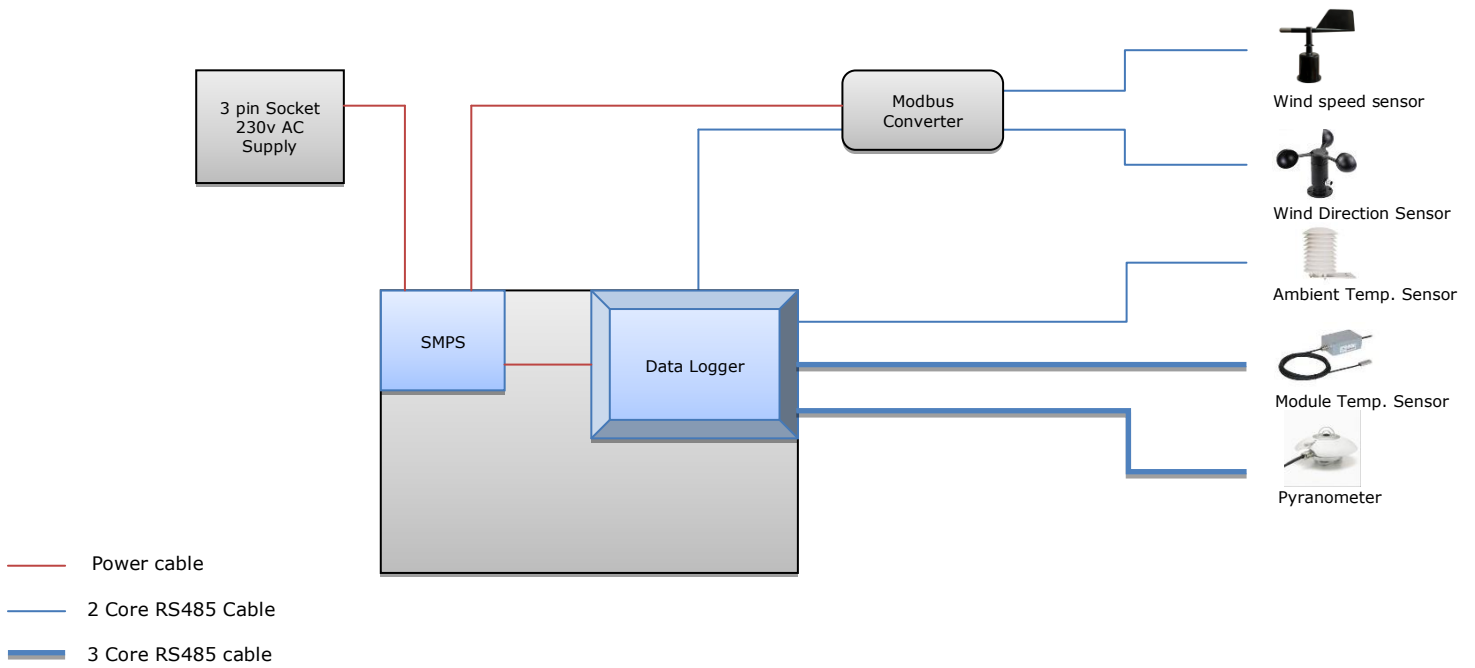 3 pin Socket
230v AC
Supply
Modbus
Converter
Wind speed sensor
Wind Direction Sensor
Ambient Temp. Sensor
SMPS
Data Logger
Module Temp. Sensor
Pyranometer
Power cable
2 Core RS485 Cable
3 Core RS485 cable